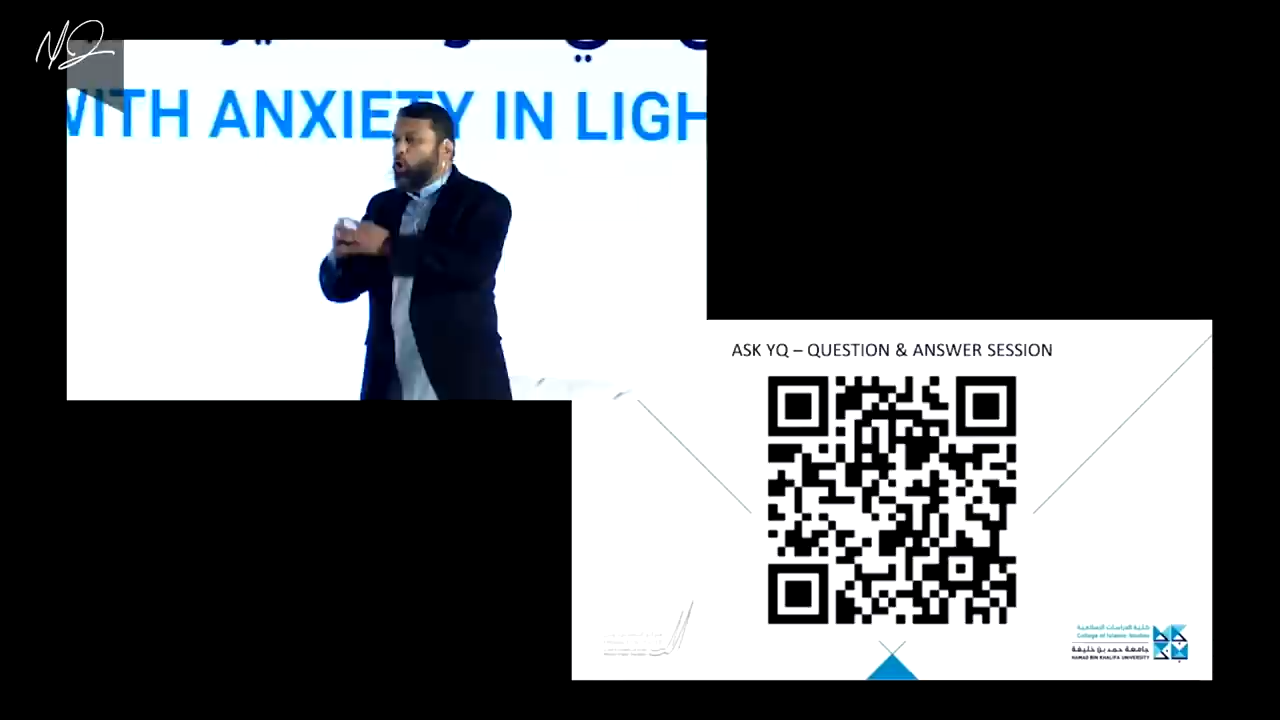 WITH ANXIETY IN LIGH
ASK YQ – QUESTION & ANSWER SESSION
كلية الدراسات الإسلامية
College of Islamic Studies
جامعة حمد بن خليفة
HAMAD BIN KHALIFA UNIVERSITY